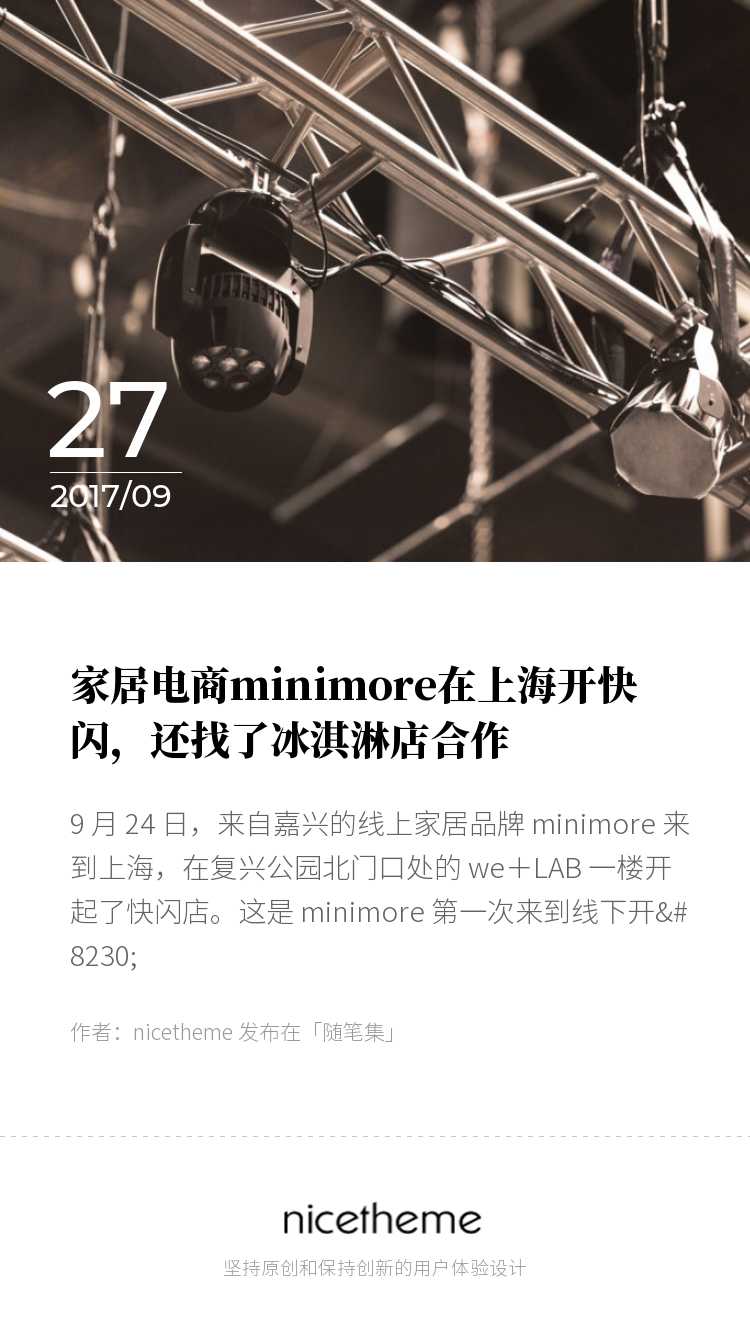 27
2017/09
家居电商minimore在上海开快
闪，还找了冰淇淋店合作
9 月 24 日，来自嘉兴的线上家居品牌 minimore 来
到上海，在复兴公园北门口处的 we＋LAB 一楼开
起了快闪店。这是 minimore 第一次来到线下开&#
8230;
作者：nicetheme 发布在「随笔集」
nicetheme
坚持原创和保持创新的用户体验设计